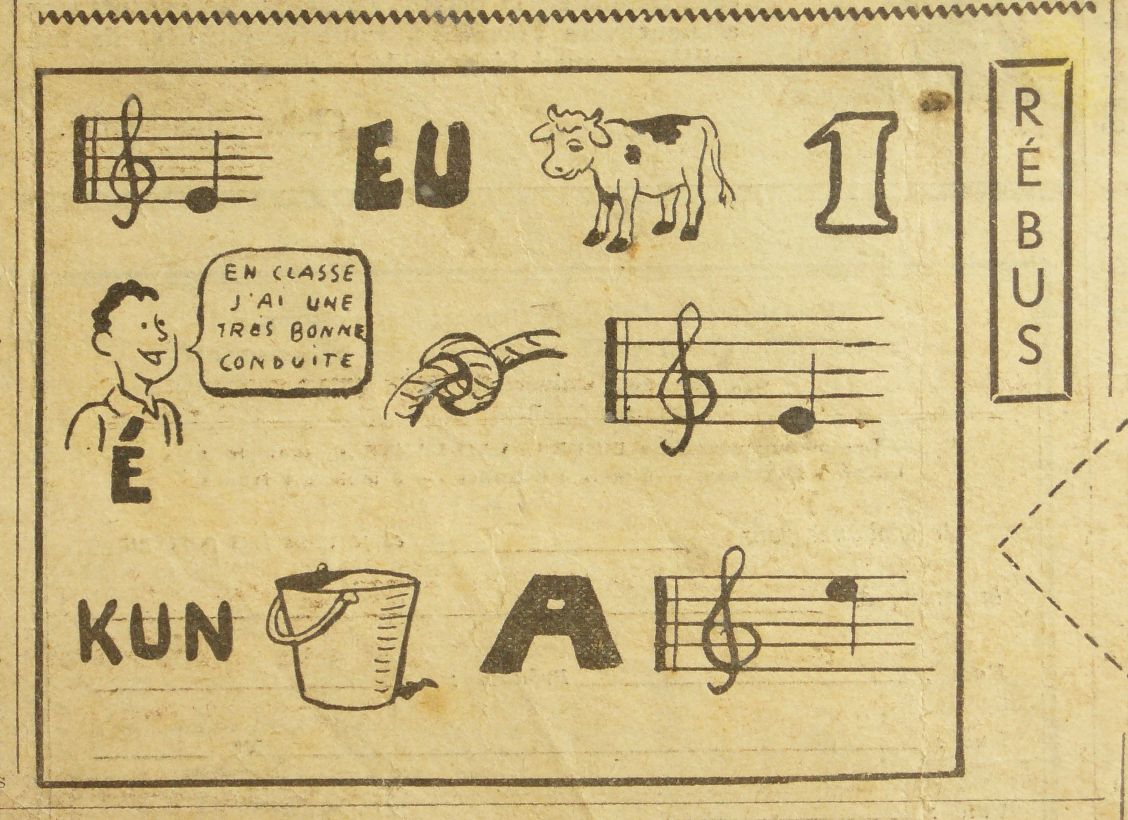 EU
1
RÉBUS
EN CLASSE
J'AI UNE
TRES BONNE
CONDUITE
É
KUN
A